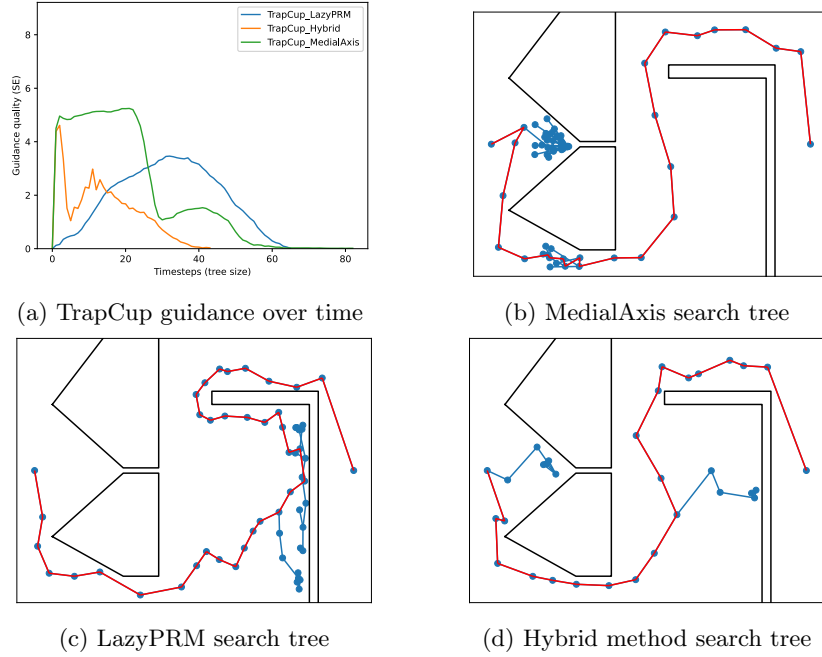 TrapCup_LazyPRM
TrapCup_Hybrid
TrapCup_MedialAxis
Guidance quality (SE)
8
6
4
2
0
0 20 40 60 80
Timesteps (tree size)
(a) TrapCup guidance over time
(b) MedialAxis search tree
(c) LazyPRM search tree
(d) Hybrid method search tree